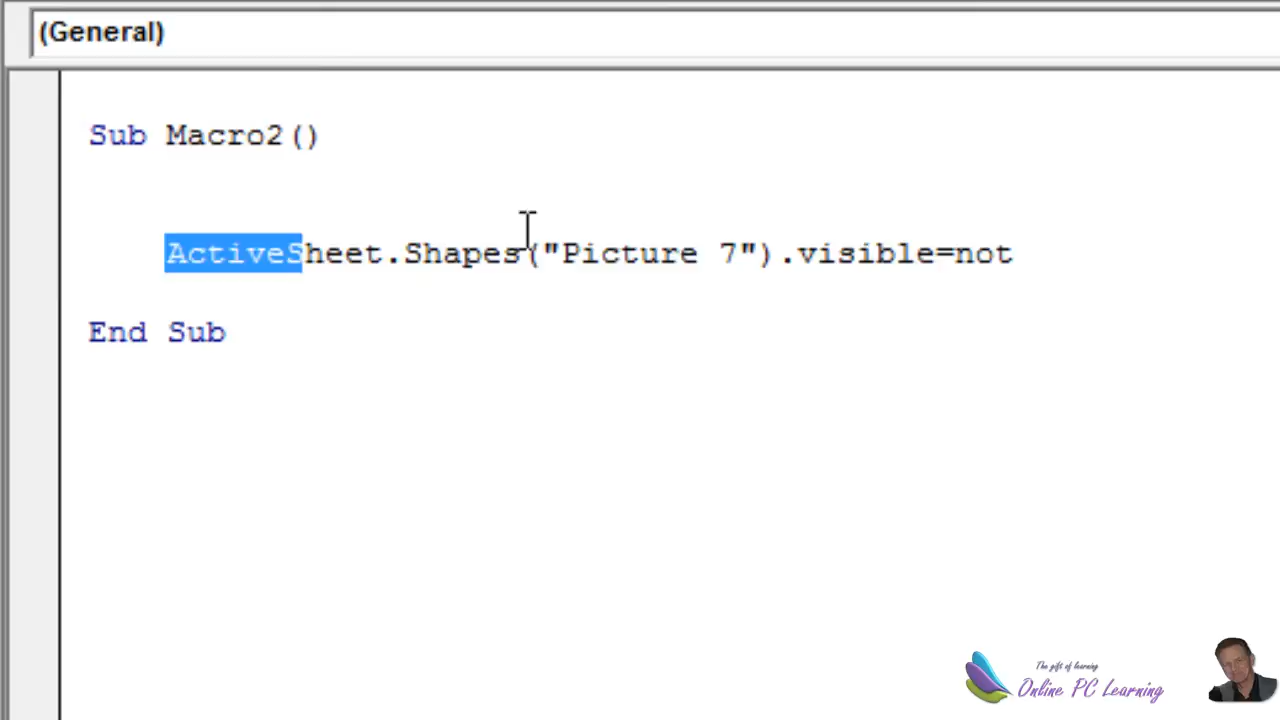 (General)
Sub Macro2()
ActiveSheet.Shapes("Picture 7").visible=not
End Sub
The gift of learning
Online PC Learning